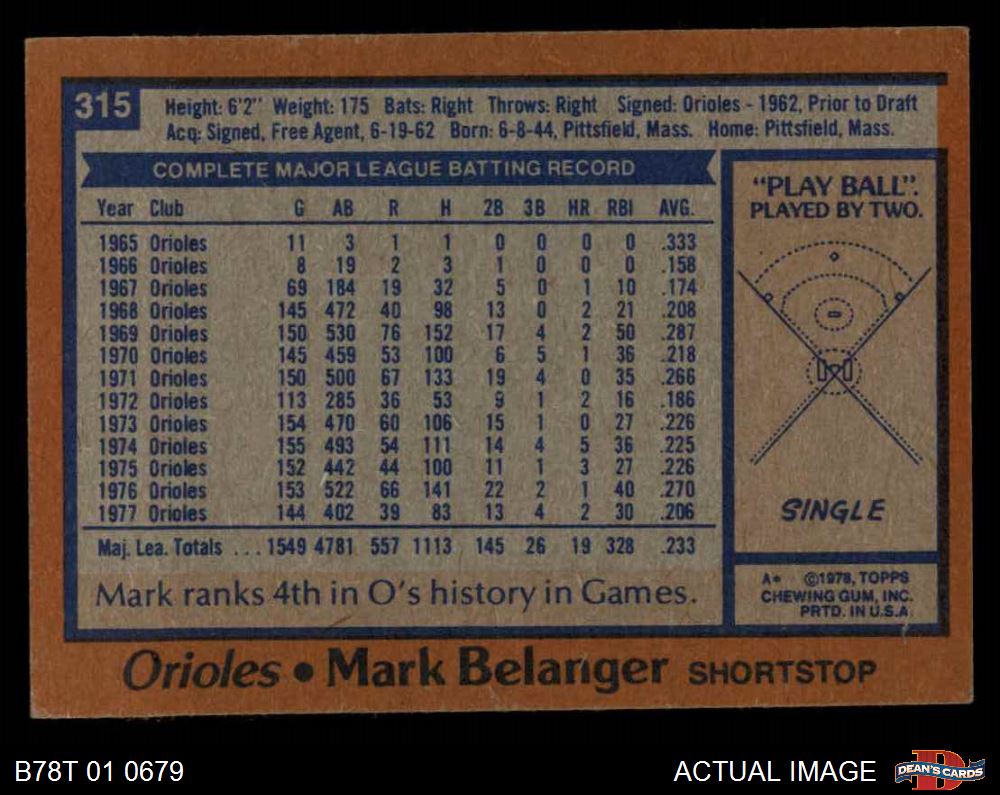 315
Height: 6'2" Weight: 175 Bats: Right Throws: Right Signed: Orioles - 1962, Prior to Draft
Acq: Signed, Free Agent, 6-19-62 Born: 6-8-44, Pittsfield, Mass. Home: Pittsfield, Mass.
COMPLETE MAJOR LEAGUE BATTING RECORD
Year Club G AB R H 2B 3B HR RBI AVG.
1965 Orioles 11 3 1 1 0 0 0 0 .333
1966 Orioles 8 19 2 3 1 0 0 0 .158
1967 Orioles 69 184 19 32 5 0 1 10 .174
1968 Orioles 145 472 40 98 13 0 2 21 .208
1969 Orioles 150 530 76 152 17 4 2 50 .287
1970 Orioles 145 459 53 100 6 5 1 36 .218
1971 Orioles 150 500 67 133 19 4 0 35 .266
1972 Orioles 113 285 36 53 9 1 2 16 .186
1973 Orioles 154 470 60 106 15 1 0 27 .226
1974 Orioles 155 493 54 111 14 4 5 36 .225
1975 Orioles 152 442 44 100 11 1 3 27 .226
1976 Orioles 153 522 66 141 22 2 1 40 .270
1977 Orioles 144 402 39 83 13 4 2 30 .206
Maj. Lea. Totals ... 1549 4781 557 1113 145 26 19 328 .233
Mark ranks 4th in O's history in Games.
"PLAY BALL".
PLAYED BY TWO.
SINGLE
A* ©1978, TOPPS
CHEWING GUM, INC.
PRTD. IN U.S.A.
Orioles • Mark Belanger SHORTSTOP
B78T 01 0679
ACTUAL IMAGE
D
DEAN'S CARDS